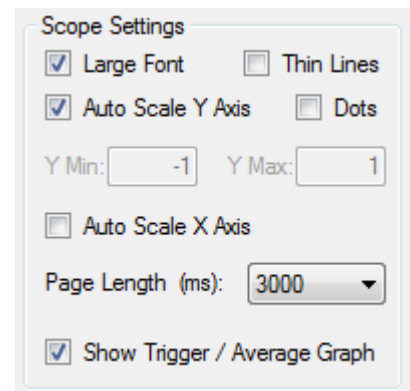 Scope Settings
Large Font Thin Lines
Auto Scale Y Axis Dots
Y Min: -1 Y Max: 1
Auto Scale X Axis
Page Length (ms): 3000
Show Trigger / Average Graph